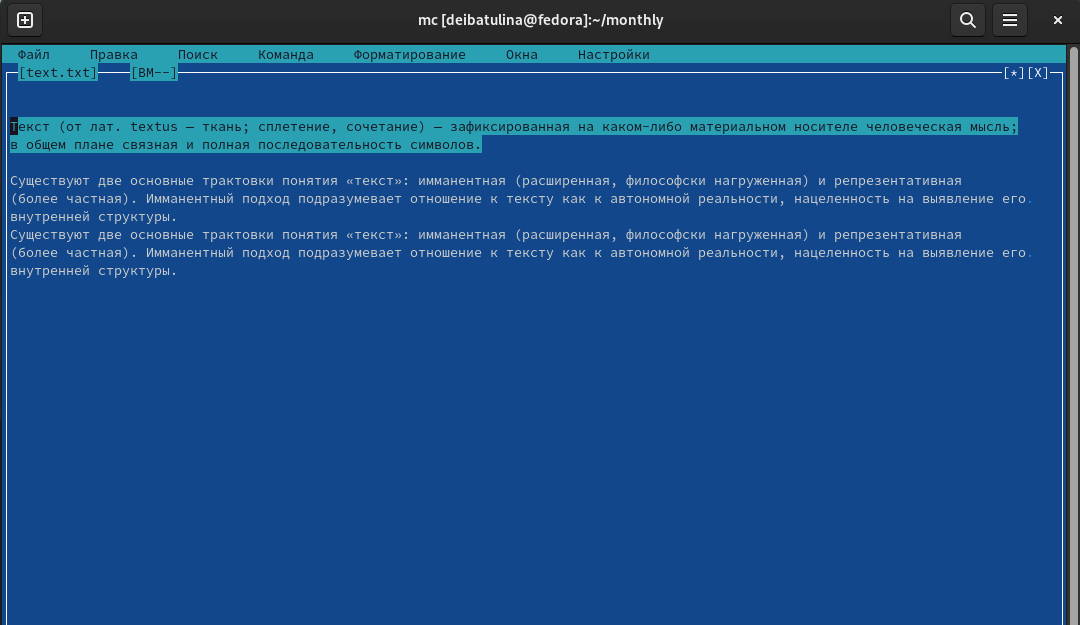 mc [deibatulina@fedora]:~/monthly
Файл Правка Поиск Команда Форматирование Окна Настройки
[text.txt] [BM--] [*][X]
Текст (от лат. textus — ткань; сплетение, сочетание) — зафиксированная на каком-либо материальном носителе человеческая мысль;
в общем плане связная и полная последовательность символов.
Существуют две основные трактовки понятия «текст»: имманентная (расширенная, философски нагруженная) и репрезентативная
(более частная). Имманентный подход подразумевает отношение к тексту как к автономной реальности, нацеленность на выявление его.
внутренней структуры.
Существуют две основные трактовки понятия «текст»: имманентная (расширенная, философски нагруженная) и репрезентативная
(более частная). Имманентный подход подразумевает отношение к тексту как к автономной реальности, нацеленность на выявление его.
внутренней структуры.